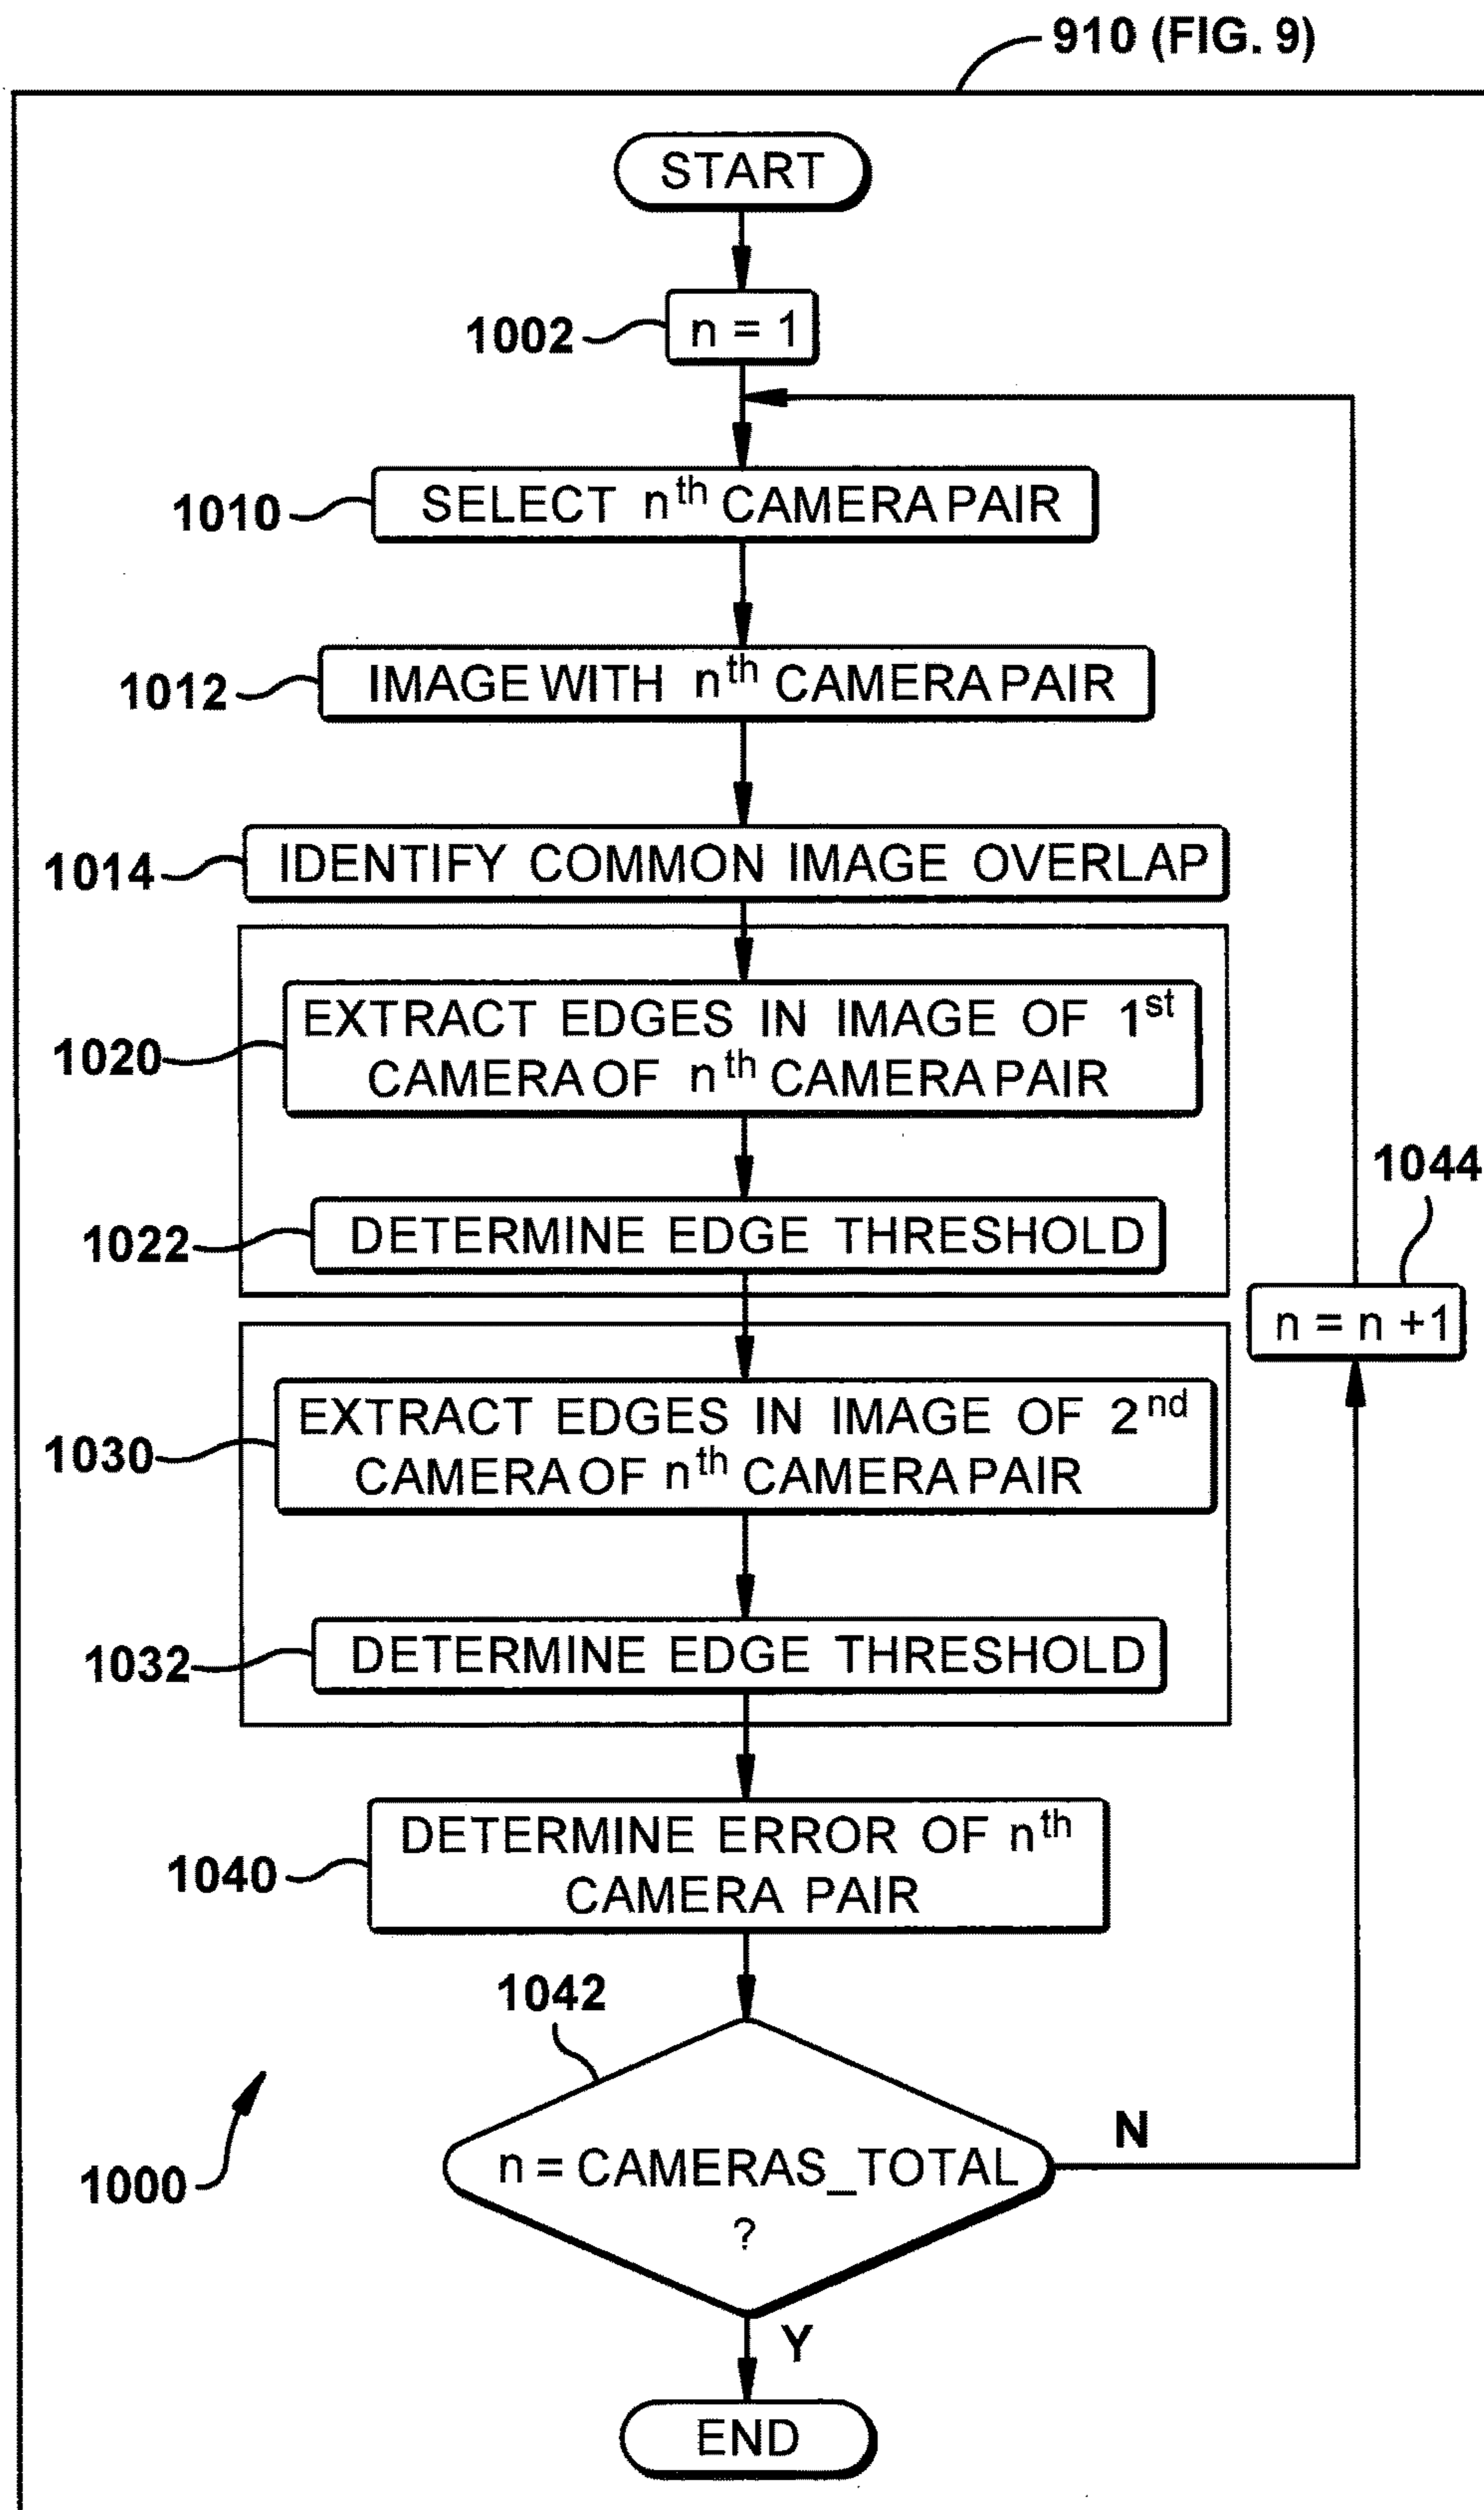 910 (FIG. 9)
START
1002
n = 1
1010
SELECT nth CAMERA PAIR
1012
IMAGE WITH nth CAMERA PAIR
1014
IDENTIFY COMMON IMAGE OVERLAP
1020
EXTRACT EDGES IN IMAGE OF 1st
CAMERA OF nth CAMERA PAIR
1022
DETERMINE EDGE THRESHOLD
1044
n = n +1
1030
EXTRACT EDGES IN IMAGE OF 2nd
CAMERA OF nth CAMERA PAIR
1032
DETERMINE EDGE THRESHOLD
1040
DETERMINE ERROR OF nth
CAMERA PAIR
1042
n = CAMERAS_TOTAL
?
N
1000
Y
END